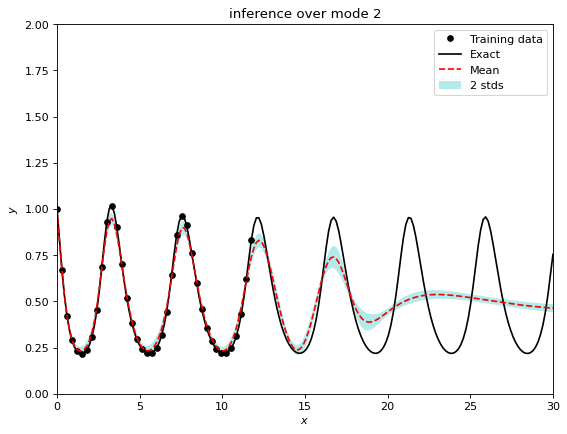 inference over mode 2
2.00
1.75
1.50
1.25
1.00
0.75
0.50
0.25
0.00
y
Training data
Exact
Mean
2 stds
0 5 10 15 20 25 30
x